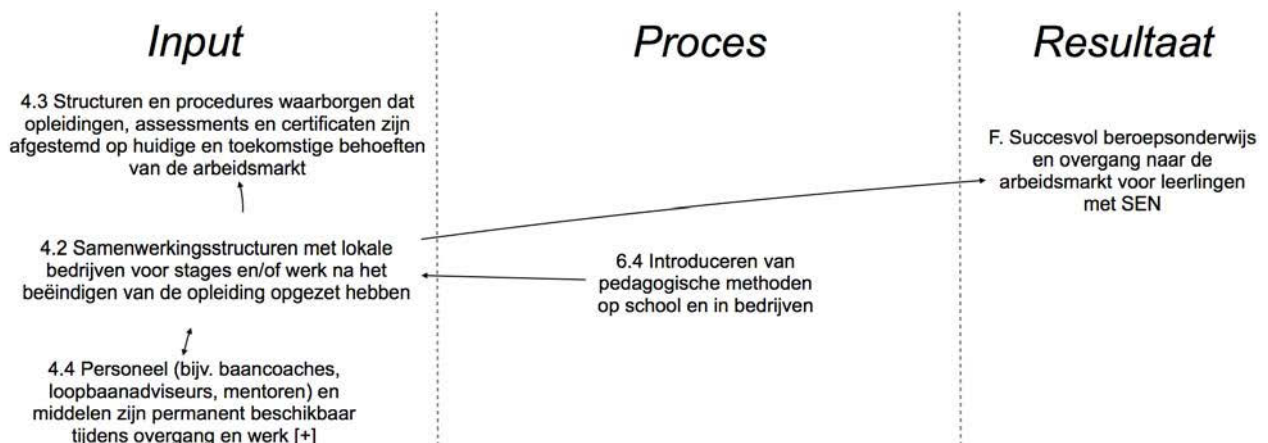 Input
Proces
Resultaat
4.3 Structuren en procedures waarborgen dat
opleidingen, assessments en certificaten zijn
afgestemd op huidige en toekomstige behoeften
van de arbeidsmarkt
F. Succesvol beroepsonderwijs
en overgang naar de
arbeidsmarkt voor leerlingen
met SEN
4.2 Samenwerkingsstructuren met lokale
bedrijven voor stages en/of werk na het
beëindigen van de opleiding opgezet hebben
6.4 Introduceren van
pedagogische methoden
op school en in bedrijven
4.4 Personeel (bijv. baancoaches,
loopbaanadviseurs, mentoren) en
middelen zijn permanent beschikbaar
tijdens overgang en werk [+]